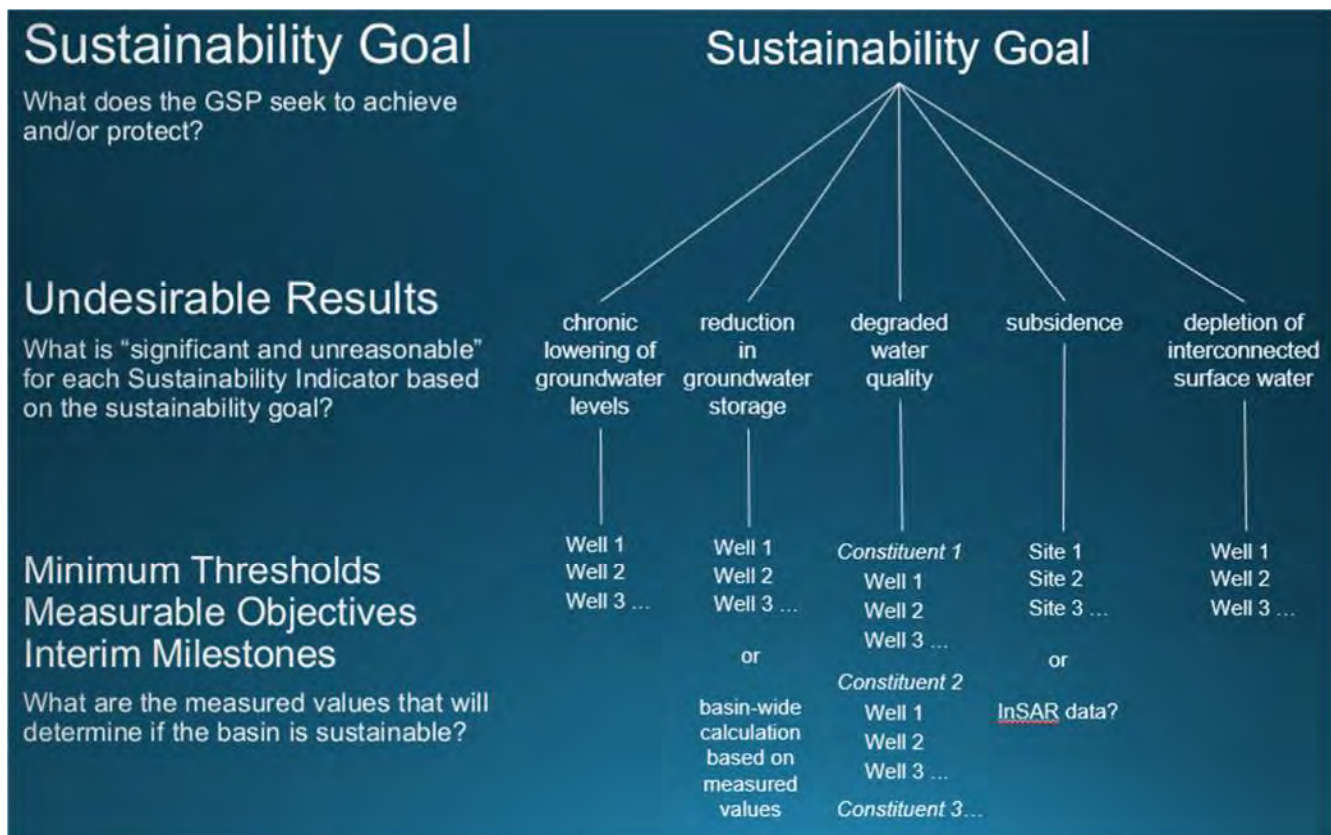 Sustainability Goal
What does the GSP seek to achieve
and/or protect?
Sustainability Goal
Undesirable Results
What is “significant and unreasonable”
for each Sustainability Indicator based
on the sustainability goal?
chronic
lowering of
groundwater
levels
reduction
in
groundwater
storage
degraded
water
quality
subsidence
depletion of
interconnected
surface water
Minimum Thresholds
Measurable Objectives
Interim Milestones
What are the measured values that will
determine if the basin is sustainable?
Well 1
Well 2
Well 3 ...
Well 1
Well 2
Well 3 ...
or
basin-wide
calculation
based on
measured
values
Constituent 1
Well 1
Well 2
Well 3 ...
Constituent 2
Well 1
Well 2
Well 3 ...
Constituent 3...
Site 1
Site 2
Site 3 ...
or
InSAR data?
Well 1
Well 2
Well 3 ...